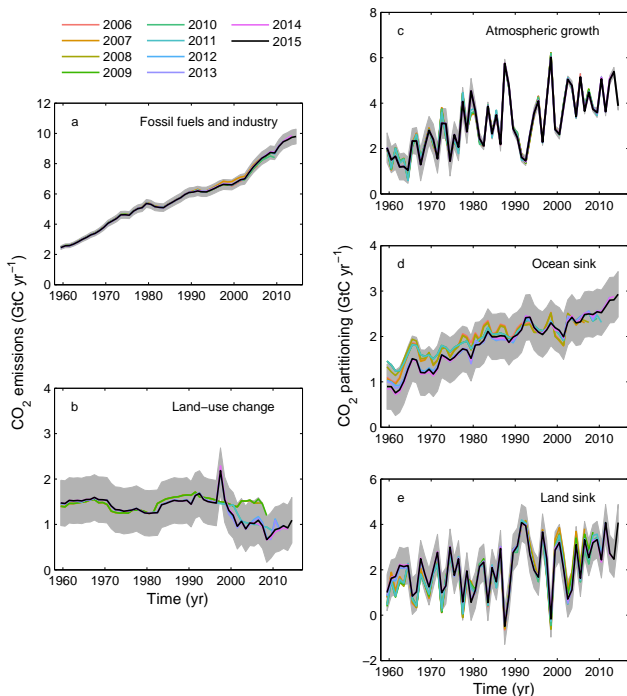 2006
2007
2008
2009
2010
2011
2012
2013
2014
2015
a Fossil fuels and industry
12
10
8
6
4
2
0
1960 1970 1980 1990 2000 2010
CO2 emissions (GtC yr−1)
b Land−use change
4
3
2
1
0
1960 1970 1980 1990 2000 2010
Time (yr)
c Atmospheric growth
8
6
4
2
0
1960 1970 1980 1990 2000 2010
CO2 partitioning (GtC yr−1)
d Ocean sink
4
3
2
1
0
1960 1970 1980 1990 2000 2010
e Land sink
6
4
2
0
−2
1960 1970 1980 1990 2000 2010
Time (yr)